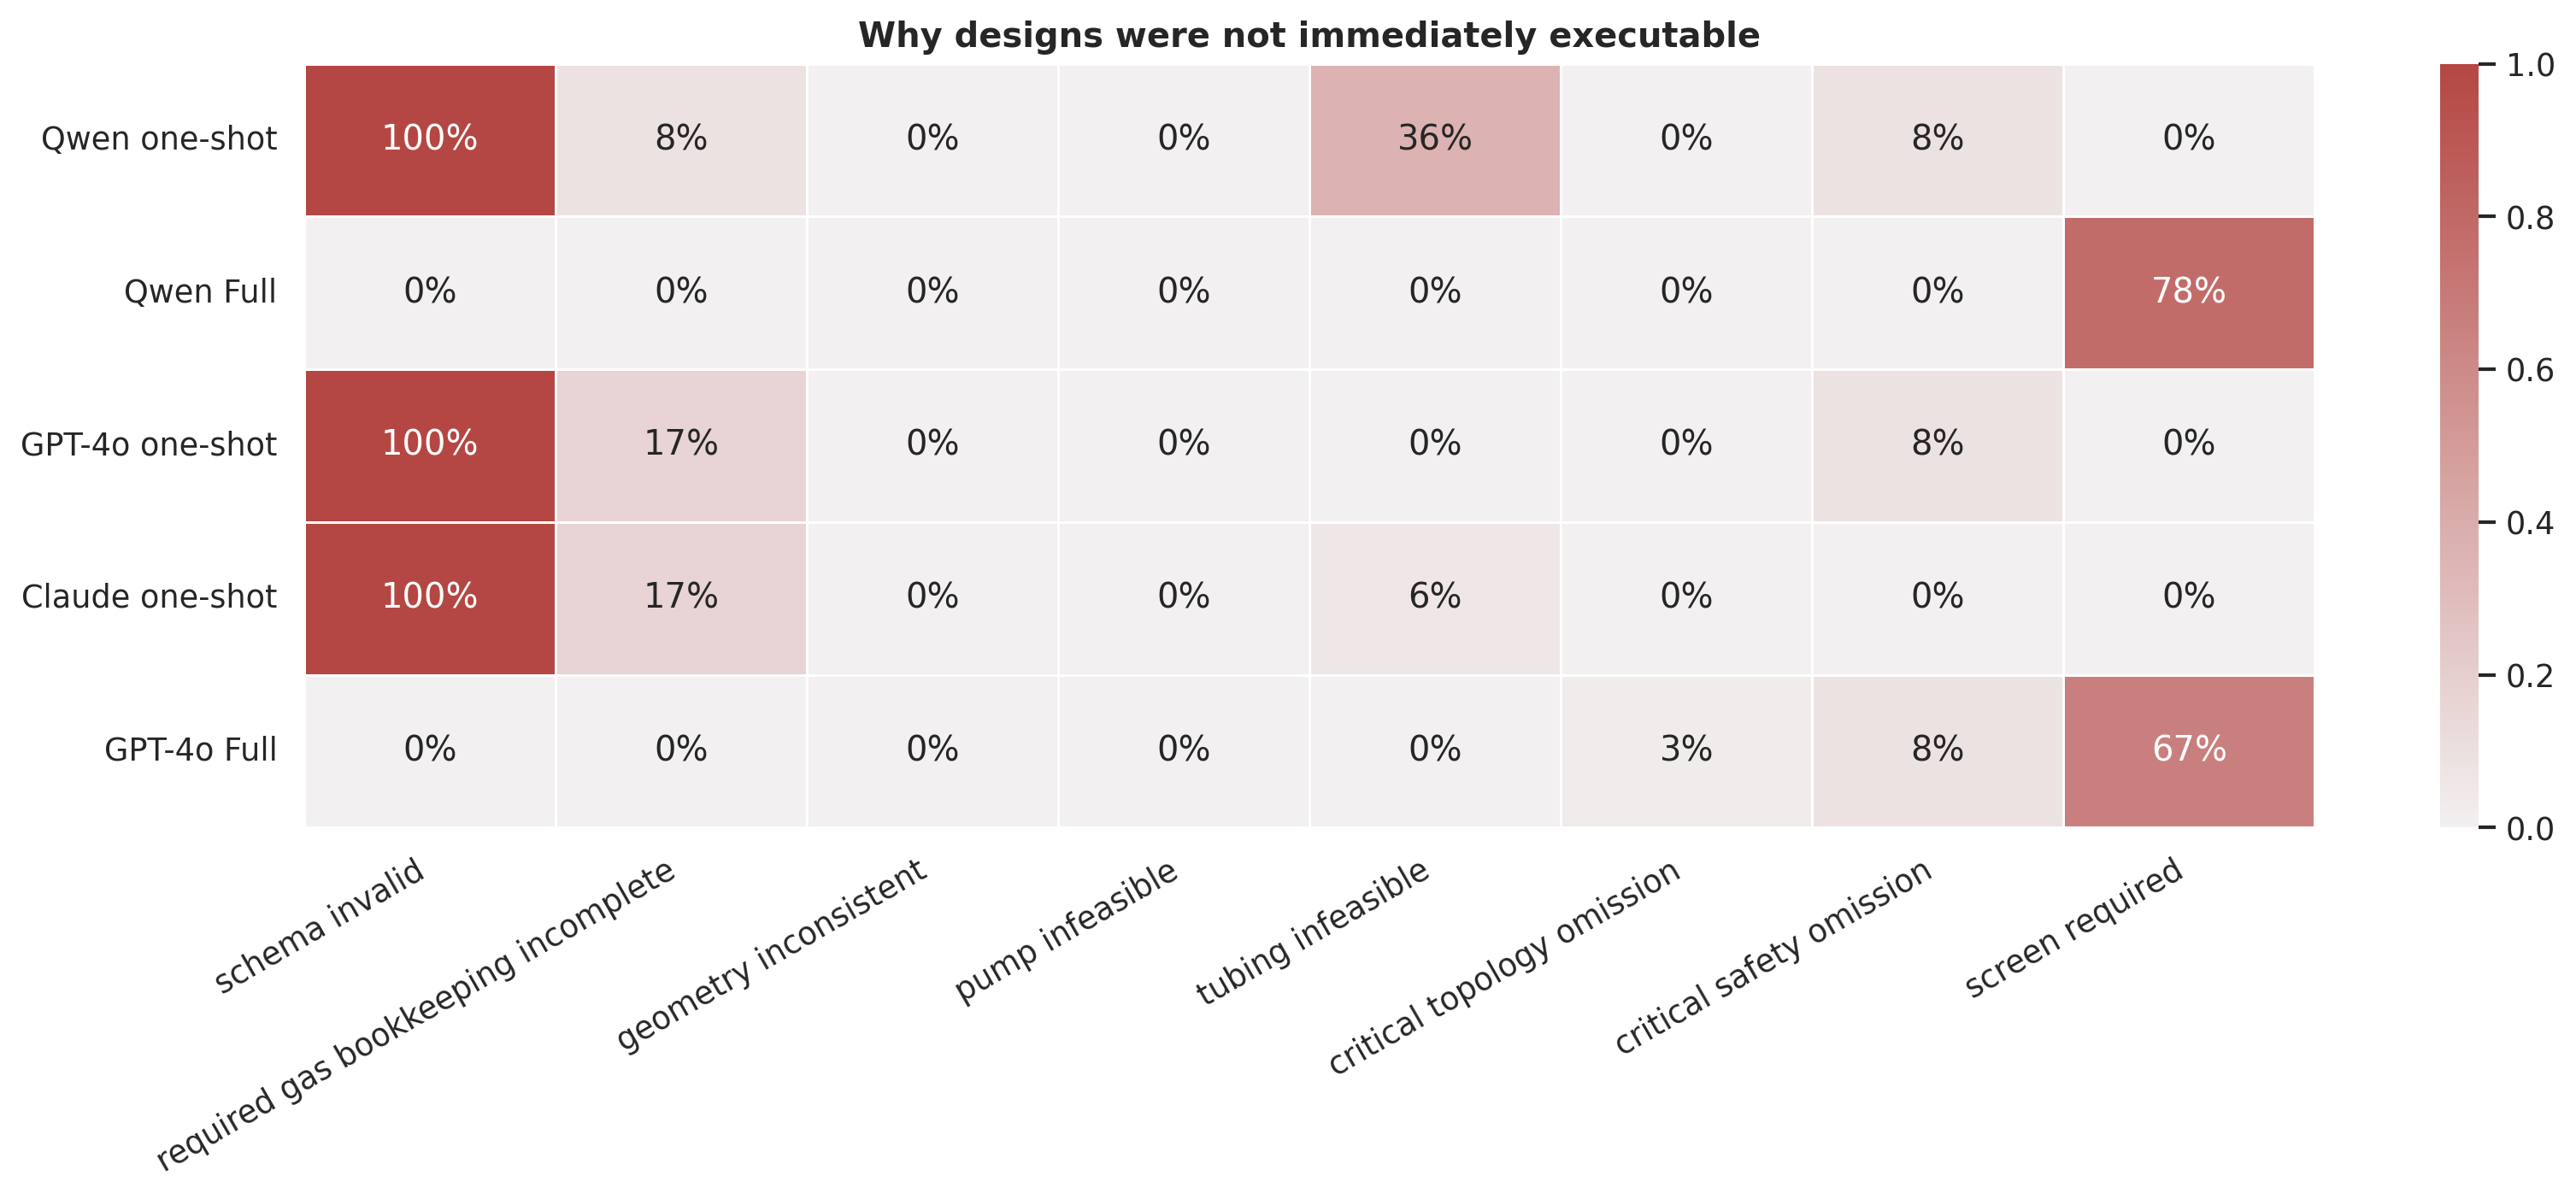 Why designs were not immediately executable
Qwen one-shot 100% 8% 0% 0% 36% 0% 8% 0%
Qwen Full 0% 0% 0% 0% 0% 0% 0% 78%
GPT-4o one-shot 100% 17% 0% 0% 0% 0% 8% 0%
Claude one-shot 100% 17% 0% 0% 6% 0% 0% 0%
GPT-4o Full 0% 0% 0% 0% 0% 3% 8% 67%
schema invalid
required gas bookkeeping incomplete
geometry inconsistent
pump infeasible
tubing infeasible
critical topology omission
critical safety omission
screen required
1.0
0.8
0.6
0.4
0.2
0.0